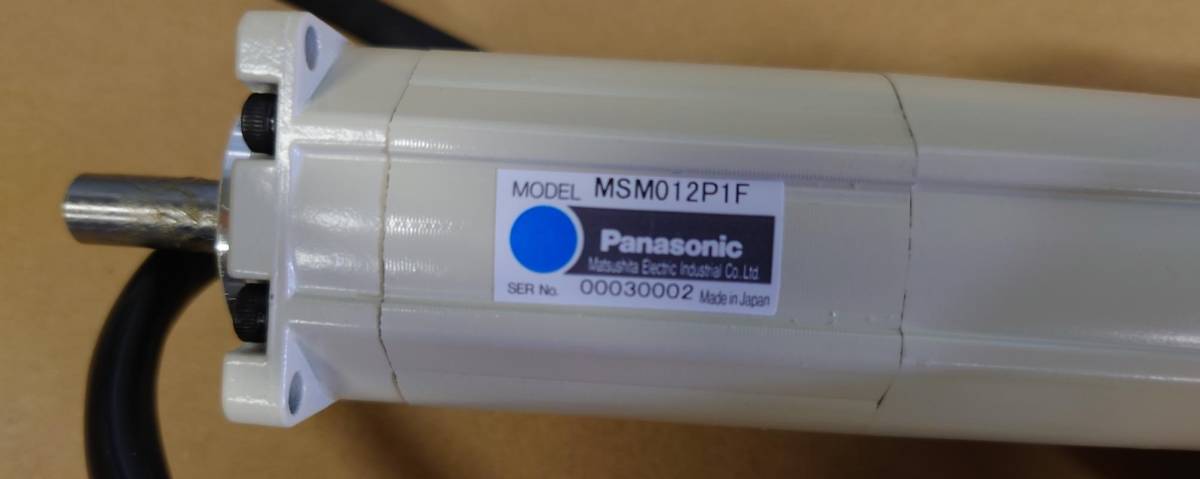 MODEL MSM012P1F
Panasonic
Matsushita Electric Industrial Co. Ltd.
SER No. 00030002 Made in Japan